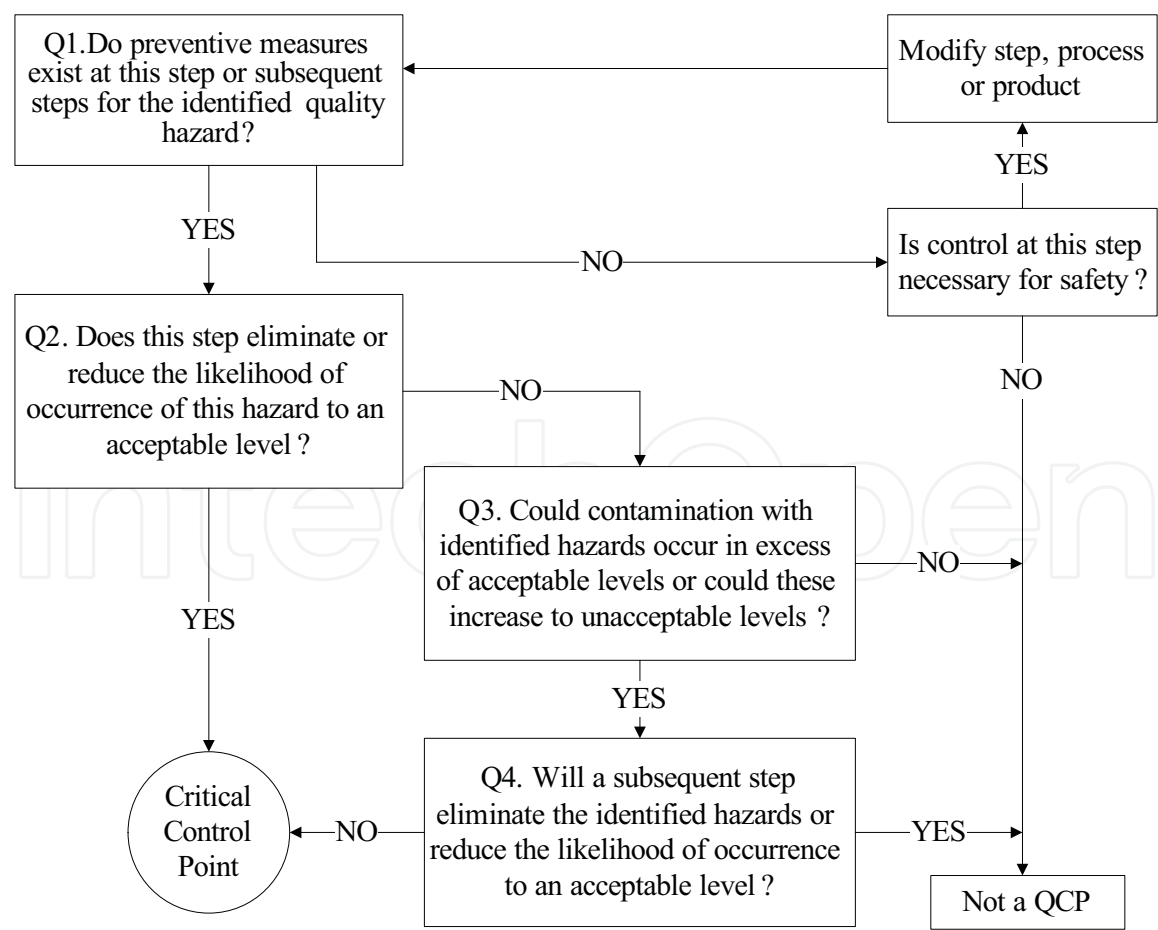 Q1.Do preventive measures
exist at this step or subsequent
steps for the identified quality
hazard?
Modify step, process
or product
YES
YES
Is control at this step
necessary for safety ?
NO
Q2. Does this step eliminate or
reduce the likelihood of
occurrence of this hazard to an
acceptable level ?
NO
NO
Q3. Could contamination with
identified hazards occur in excess
of acceptable levels or could these
increase to unacceptable levels ?
NO
IntechOpen
YES
YES
Q4. Will a subsequent step
eliminate the identified hazards or
reduce the likelihood of occurrence
to an acceptable level ?
Critical
Control
Point
NO
YES
Not a QCP